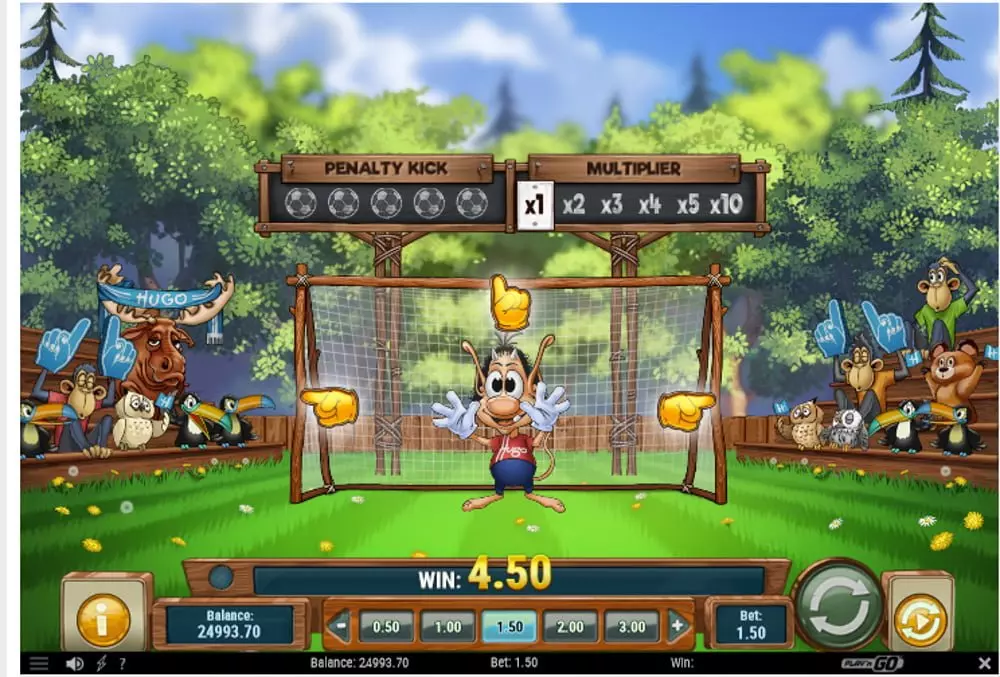 PENALTY KICK
MULTIPLIER
x1 x2 x3 x4 x5 x10
HUGO
H
H
H
H
Hugo
WIN: 4.50
i
Balance:
24993.70
- 0.50 1.00 1.50 2.00 3.00 +
Bet:
1.50
? Balance: 24993.70 Bet: 1.50 Win: PLAY'N GO X